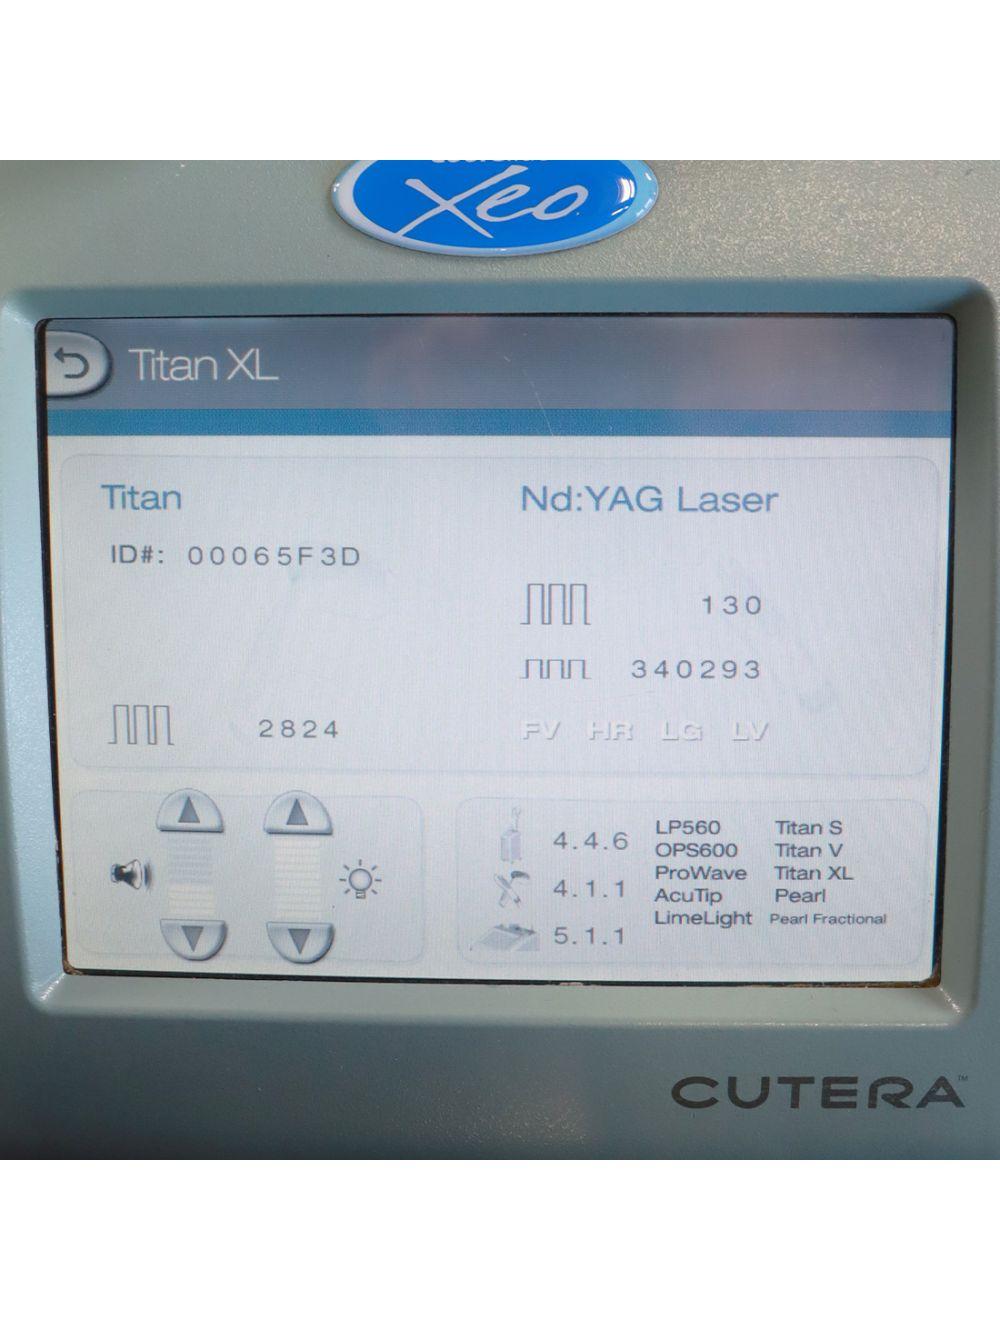 Xeo
Titan XL
Titan
ID#: 00065F3D
2824
Nd:YAG Laser
130
340293
FV HR LG LV
4.4.6
4.1.1
5.1.1
LP560
OPS600
ProWave
AcuTip
LimeLight
Titan S
Titan V
Titan XL
Pearl
Pearl Fractional
CUTERA™